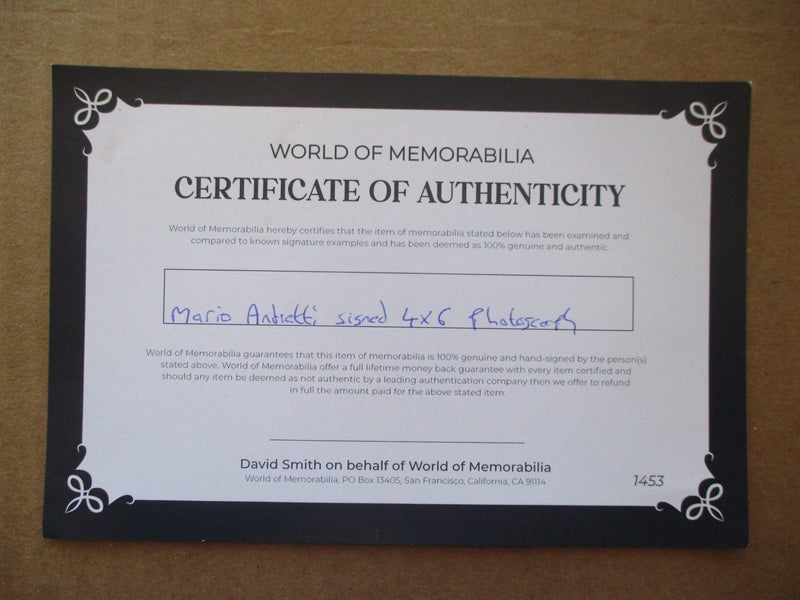 WORLD OF MEMORABILIA
CERTIFICATE OF AUTHENTICITY
World of Memorabilia hereby certifies that the item of memorabilia stated below has been examined and
compared to known signature examples and has been deemed as 100% genuine and authentic.
Mario Andretti signed 4x6 Photograph
World of Memorabilia guarantees that this item of memorabilia is 100% genuine and hand-signed by the person(s)
stated above. World of Memorabilia offer a full lifetime money back guarantee with every item certified and
should any item be deemed as not authentic by a leading authentication company then we offer to refund
in full the amount paid for the above stated item.
David Smith on behalf of World of Memorabilia
World of Memorabilia, PO Box 13405, San Francisco, California, CA 91114
1453